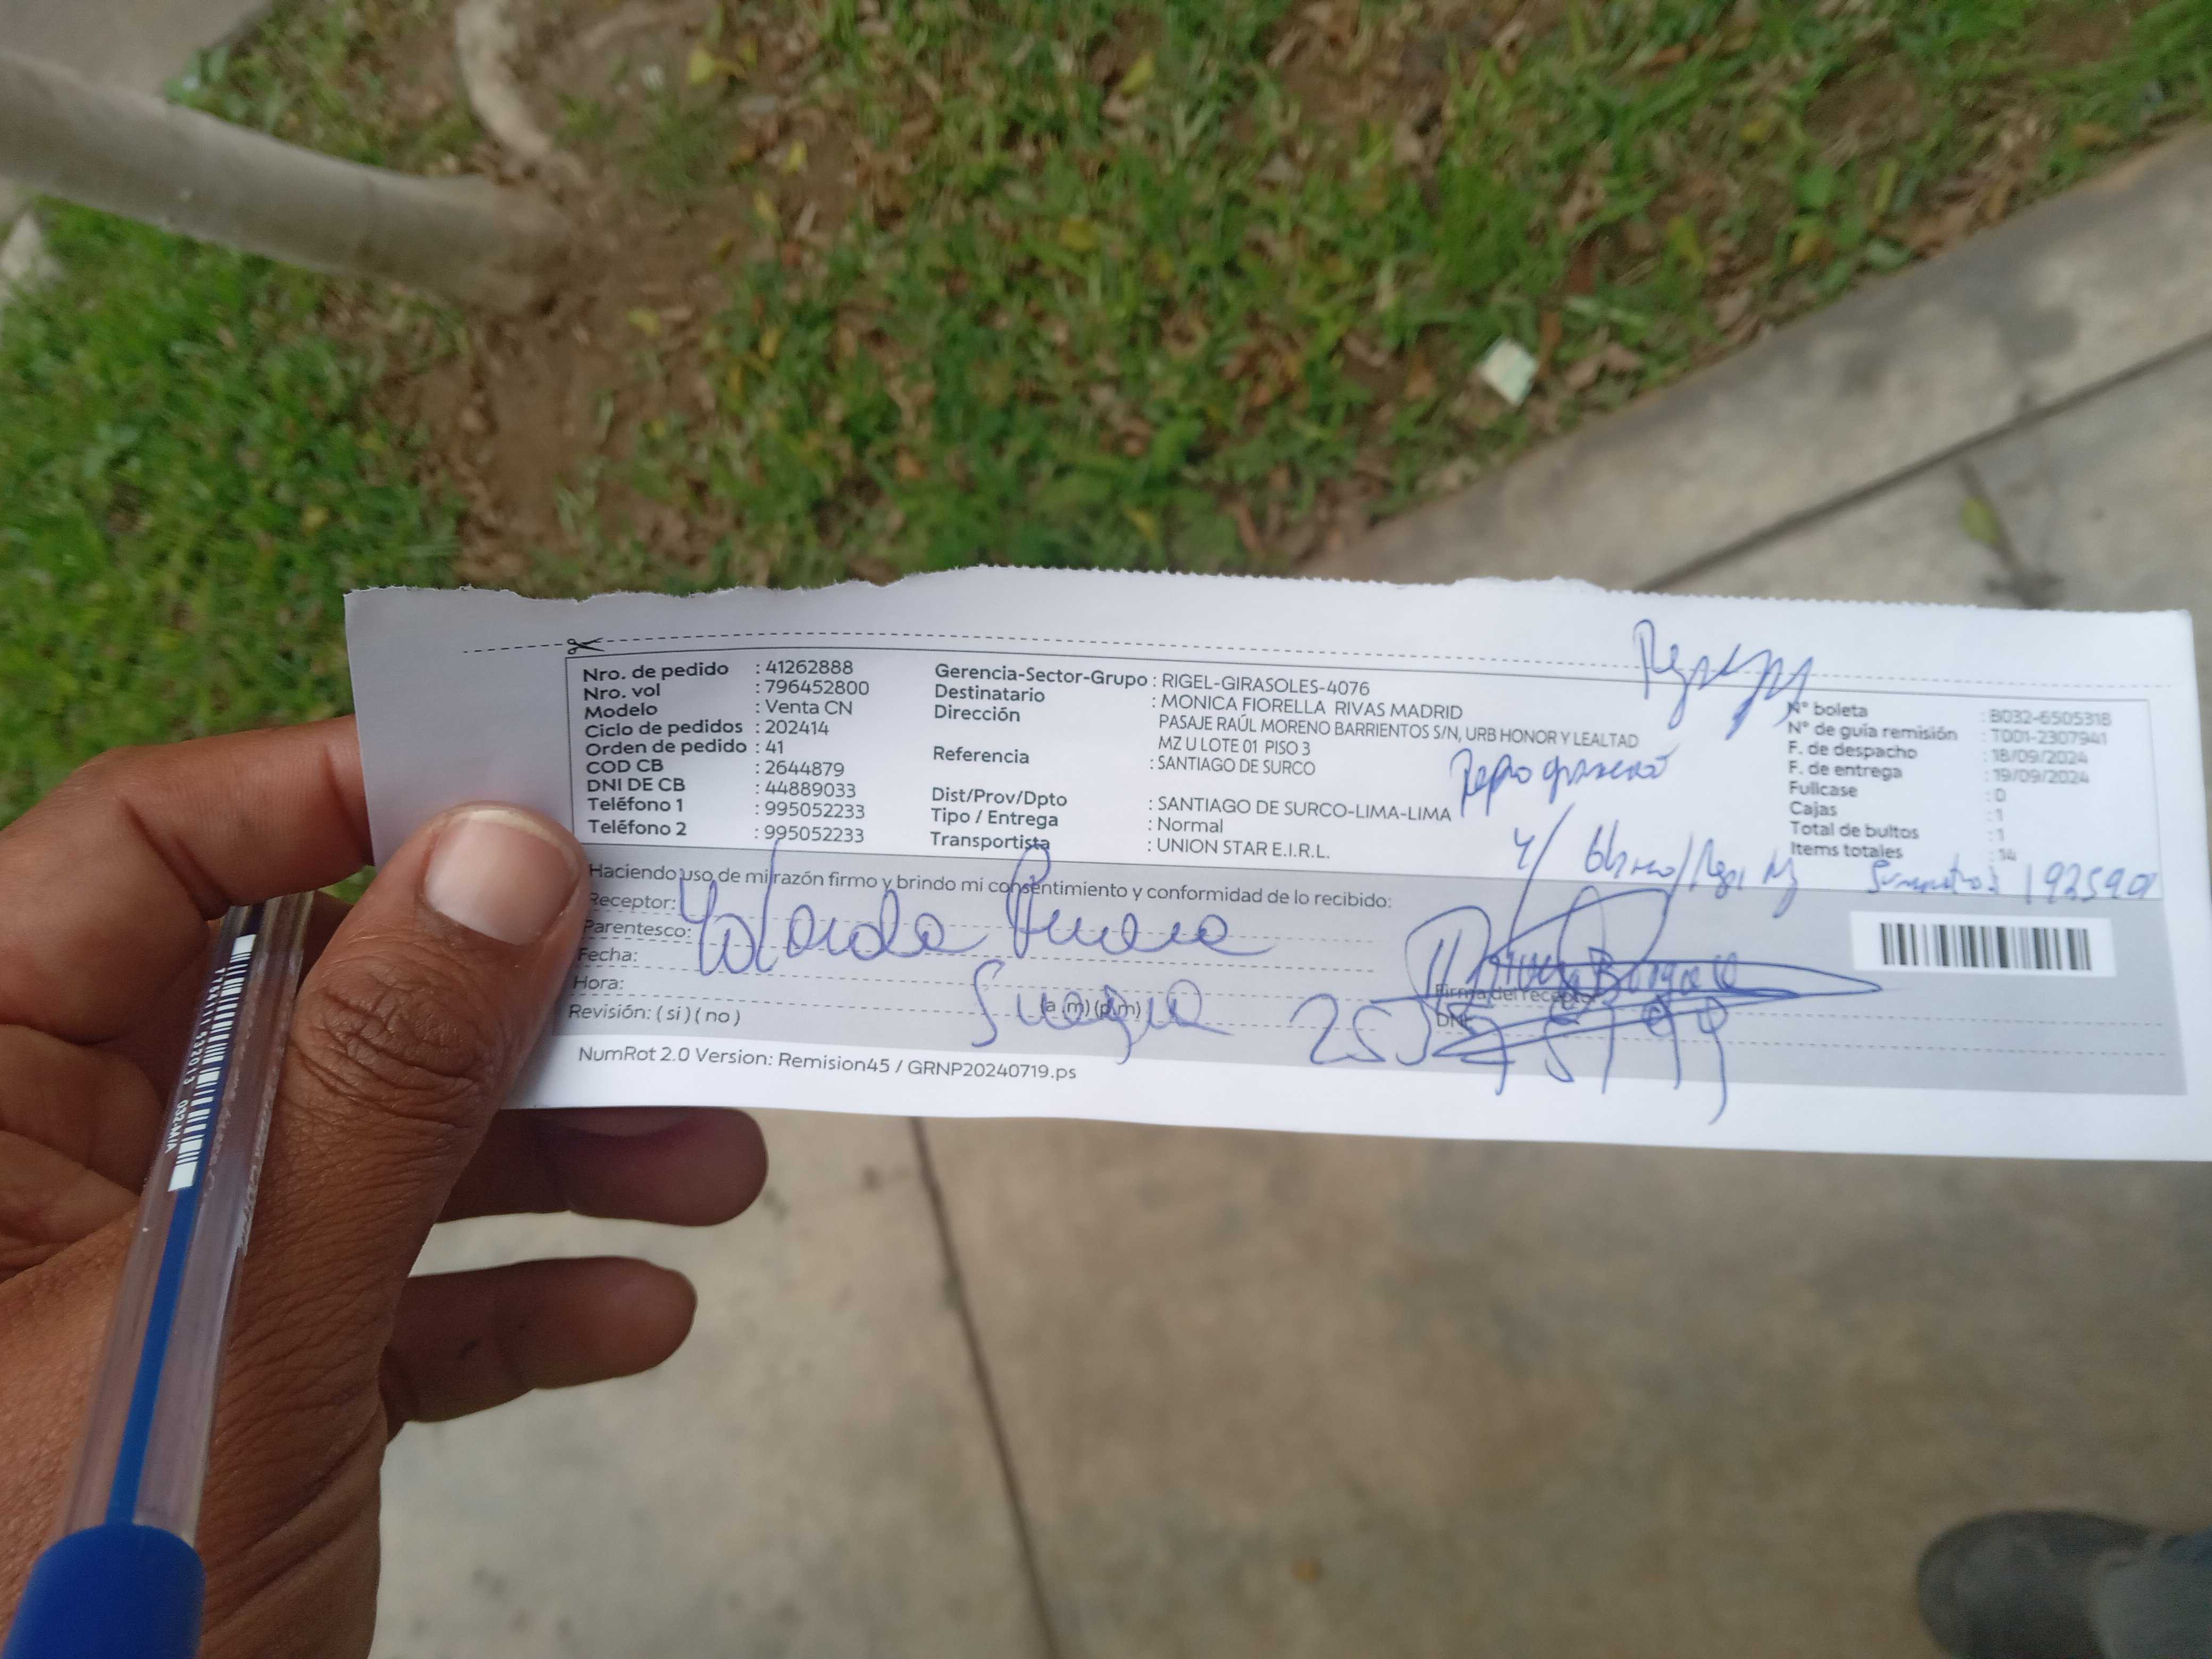 Nro. de pedido : 41262888
Nro. vol : 796452800
Modelo : Venta CN
Ciclo de pedidos : 202414
Orden de pedido : 41
COD CB : 2644879
DNI DE CB : 44889033
Teléfono 1 : 995052233
Teléfono 2 : 995052233
Gerencia-Sector-Grupo : RIGEL-GIRASOLES-4076
Destinatario : MONICA FIORELLA RIVAS MADRID
Dirección PASAJE RAÚL MORENO BARRIENTOS S/N, URB HONOR Y LEALTAD
MZ U LOTE 01 PISO 3
Referencia : SANTIAGO DE SURCO
Dist/Prov/Dpto : SANTIAGO DE SURCO-LIMA-LIMA
Tipo / Entrega : Normal
Transportista : UNION STAR E.I.R.L.
N° boleta : B032-6505318
N° de guía remisión : T001-2307941
F. de despacho : 18/09/2024
F. de entrega : 19/09/2024
Fullcase : 0
Cajas : 1
Total de bultos : 1
Items totales : 14
Haciendo uso de mi razón firmo y brindo mi consentimiento y conformidad de lo recibido:
Receptor: Yolanda
Parentesco: Suegra
Fecha:
Hora: (a.m) (p.m)
Revisión: ( si ) ( no )
Firma del receptor
DNI
NumRot 2.0 Version: Remision45 / GRNP20240719.ps
032-M/A